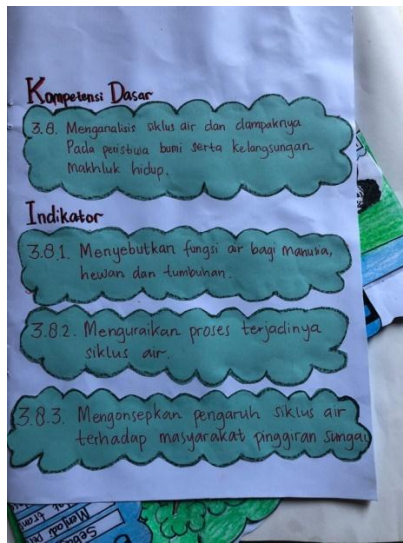 Kompetensi Dasar
3.8. Menganalisis siklus air dan dampaknya
Pada peristiwa bumi serta kelangsungan
makhluk hidup.
Indikator
3.8.1. Menyebutkan fungsi air bagi manusia,
hewan dan tumbuhan.
3.8.2. Menguraikan proses terjadinya
siklus air.
3.8.3. Mengonsepkan pengaruh siklus air
terhadap masyarakat pinggiran sungai
Menjadi